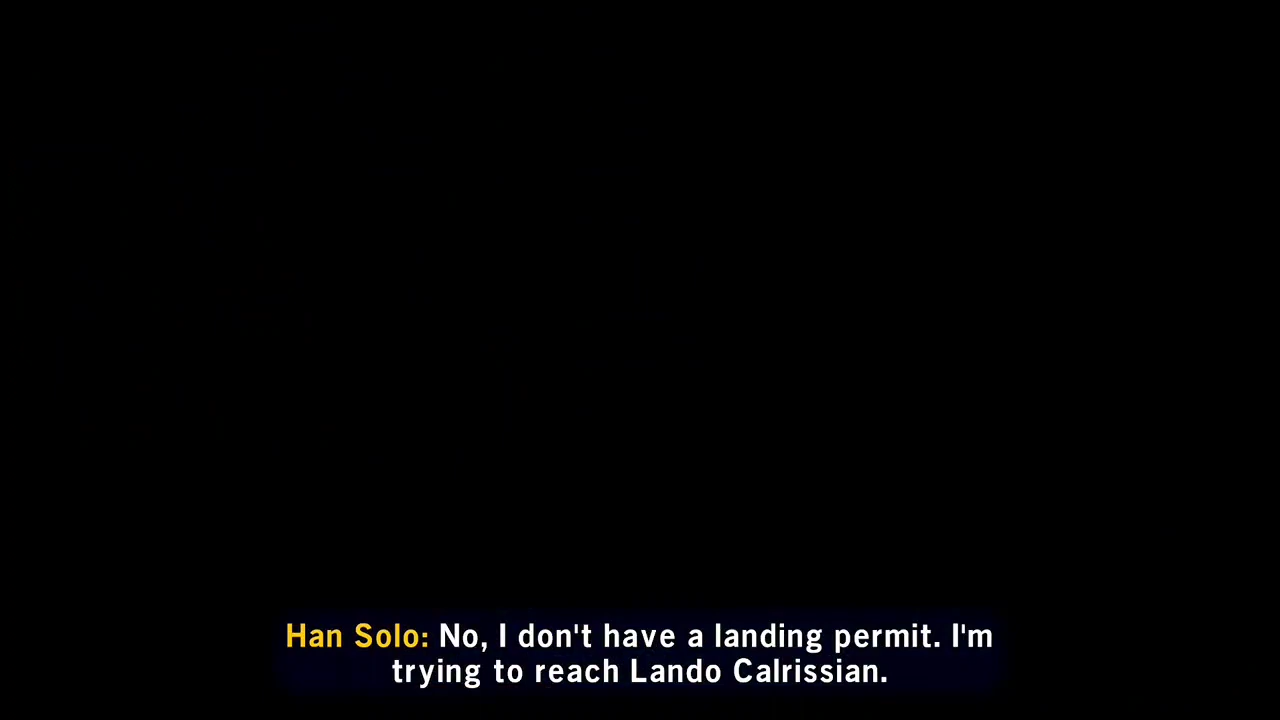 Han Solo: No, I don't have a landing permit. I'm
trying to reach Lando Calrissian.